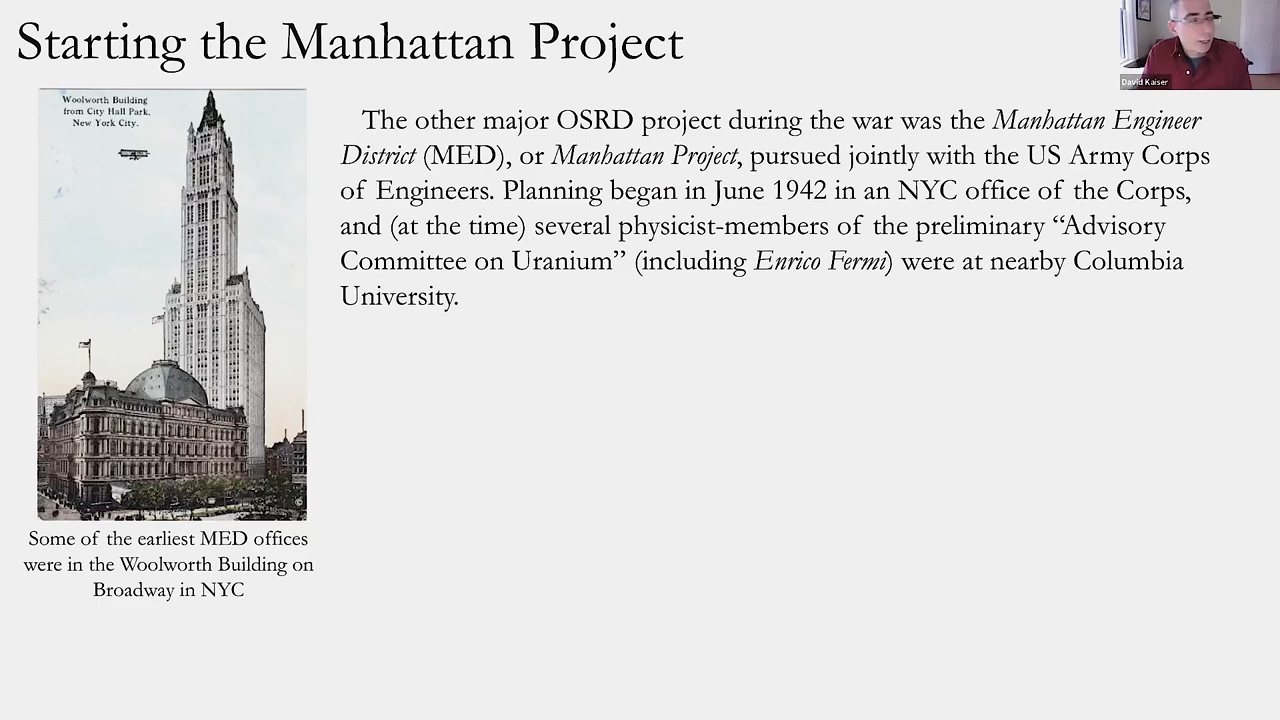 Starting the Manhattan Project
David Kaiser
Woolworth Building
from City Hall Park,
New York City.
The other major OSRD project during the war was the Manhattan Engineer
District (MED), or Manhattan Project, pursued jointly with the US Army Corps
of Engineers. Planning began in June 1942 in an NYC office of the Corps,
and (at the time) several physicist-members of the preliminary “Advisory
Committee on Uranium” (including Enrico Fermi) were at nearby Columbia
University.
©
Some of the earliest MED offices
were in the Woolworth Building on
Broadway in NYC